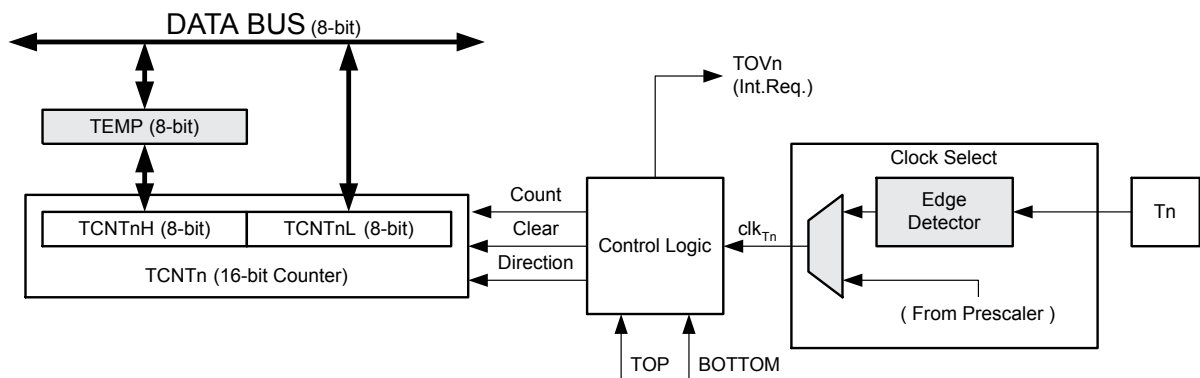 DATA BUS (8-bit)
TOVn
(Int.Req.)
TEMP (8-bit)
Clock Select
Count
Edge
Detector
Tn
TCNTnH (8-bit)
TCNTnL (8-bit)
Clear
Control Logic
clkTn
TCNTn (16-bit Counter)
Direction
( From Prescaler )
TOP
BOTTOM